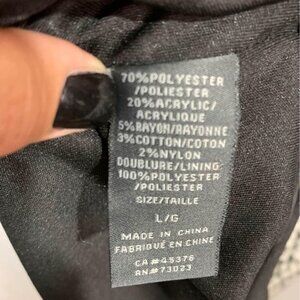 70%POLYESTER
/POLIESTER
20%ACRYLIC/
ACRYLIQUE
5%RAYON/RAYONNE
3%COTTON/COTON
2%NYLON
DOUBLURE/LINING:
100%POLYESTER
/POLIESTER
SIZE/TAILLE
L/G
MADE IN CHINA
FABRIQUÉ EN CHINE
CA#45376
RN#73023